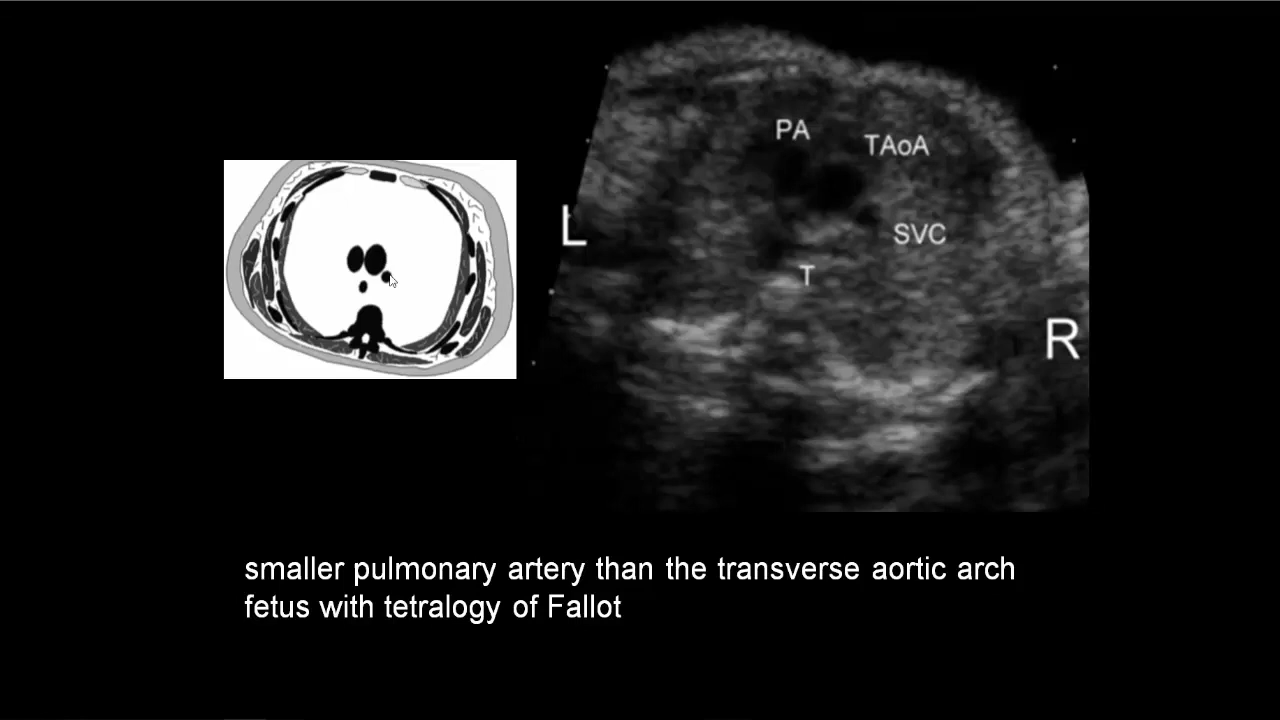 PA
TAoA
L
SVC
T
R
smaller pulmonary artery than the transverse aortic arch
fetus with tetralogy of Fallot